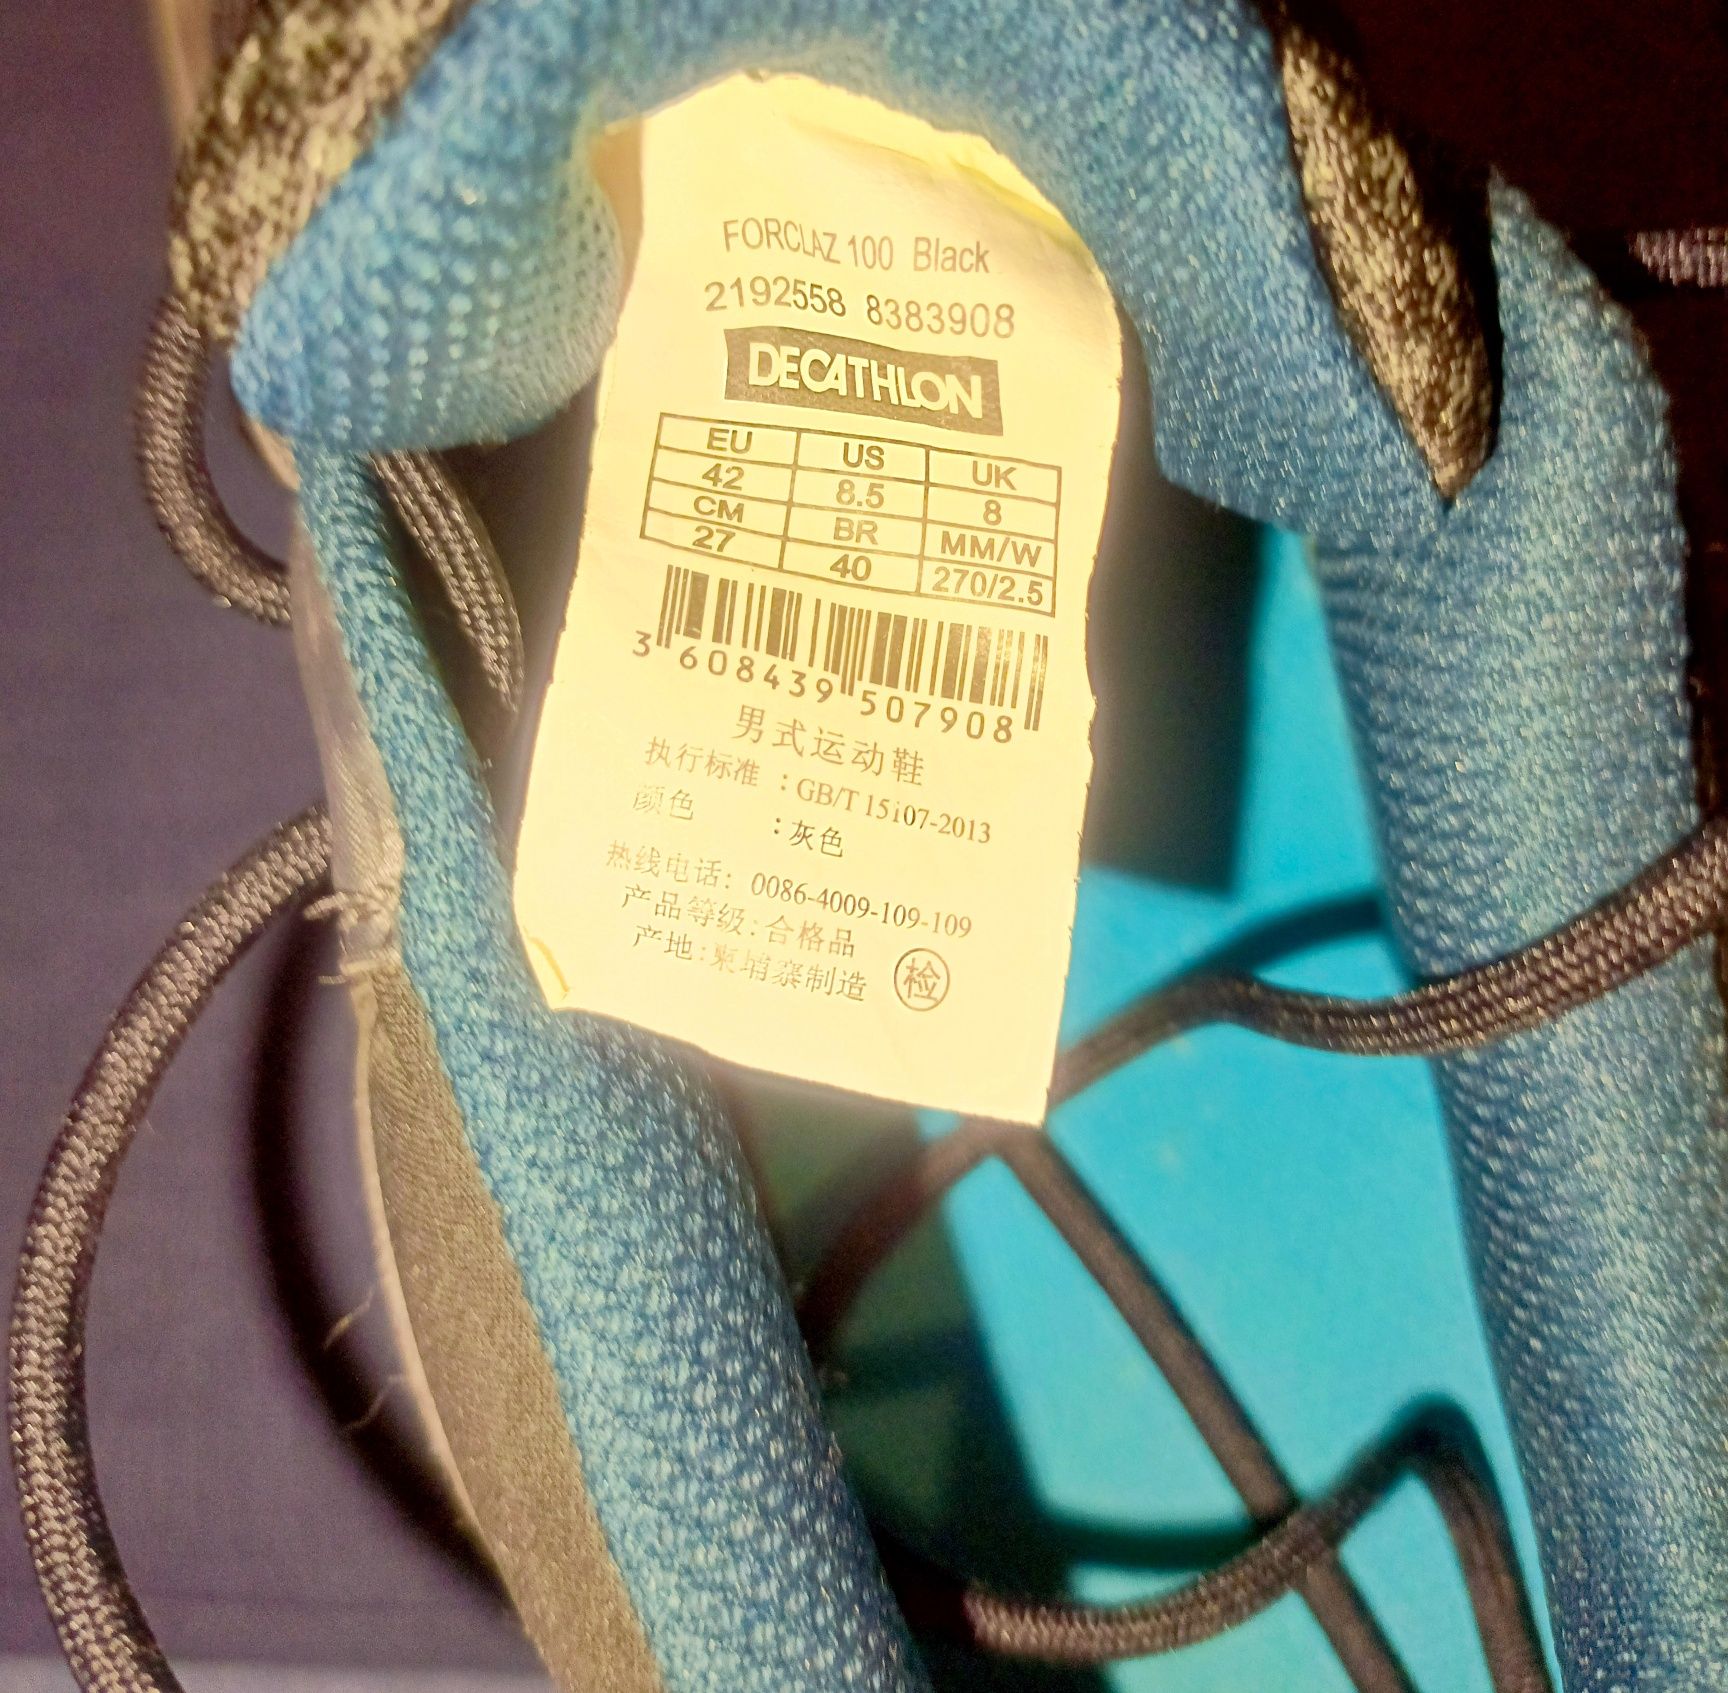 FORCLAZ 100 Black
2192558 8383908
DECATHLON
EU US UK
42 8.5 8
CM BR MM/W
27 40 270/2.5
3 608439 507908
男式运动鞋
执行标准 : GB/T 15107-2013
颜色 : 灰色
热线电话: 0086-4009-109-109
产品等级: 合格品
产地: 柬埔寨制造 检